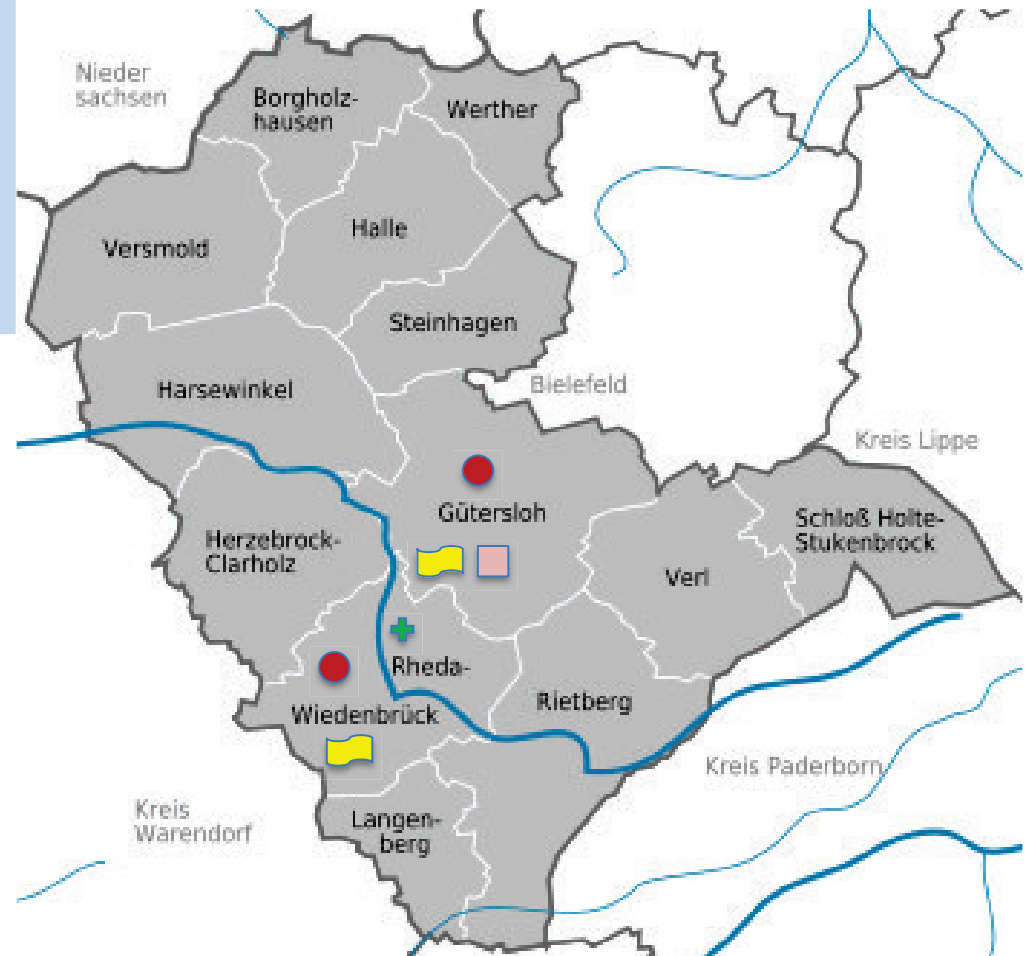 Nieder
sachsen
Borgholz-
hausen
Werther
Versmold
Halle
Steinhagen
Harsewinkel
Bielefeld
Kreis Lippe
Gütersloh
Schloß Holte-
Stukenbrock
Herzebrock-
Clarholz
Verl
Rheda-
Wiedenbrück
Rietberg
Kreis Paderborn
Kreis
Warendorf
Langen-
berg